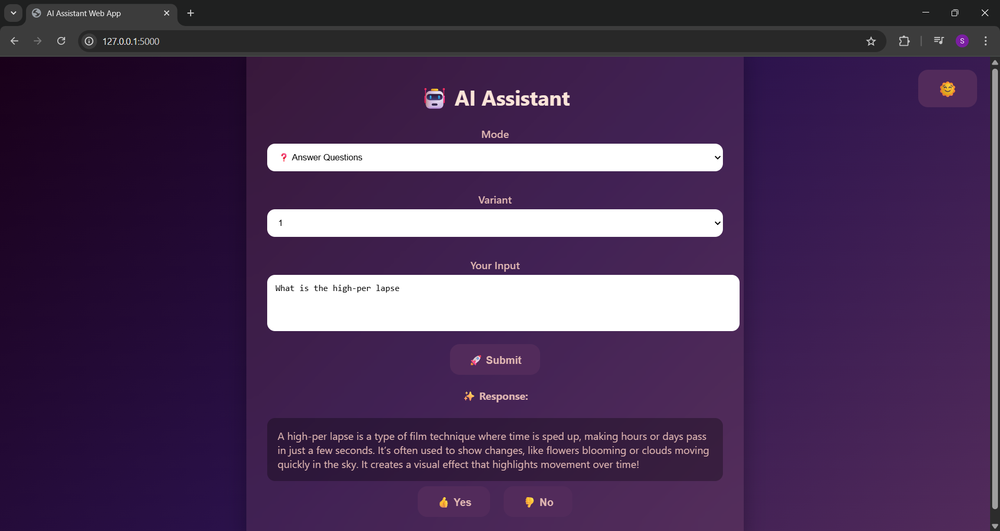 AI Assistant Web App
127.0.0.1:5000
S
AI Assistant
Mode
Answer Questions
Variant
1
Your Input
What is the high-per lapse
Submit
Response:
A high-per lapse is a type of film technique where time is sped up, making hours or days pass
in just a few seconds. It’s often used to show changes, like flowers blooming or clouds moving
quickly in the sky. It creates a visual effect that highlights movement over time!
Yes
No